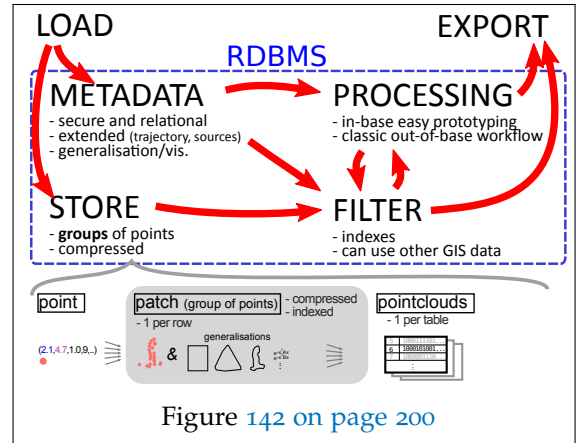 LOAD
EXPORT
RDBMS
METADATA
- secure and relational
- extended (trajectory, sources)
- generalisation/vis.
PROCESSING
- in-base easy prototyping
- classic out-of-base workflow
STORE
- groups of points
- compressed
FILTER
- indexes
- can use other GIS data
point
(2.1,4.7,1.0,9,..)
patch (group of points)
- 1 per row
- compressed
- indexed
generalisations
&
pointclouds
- 1 per table
6 1000101001...
Figure 142 on page 200